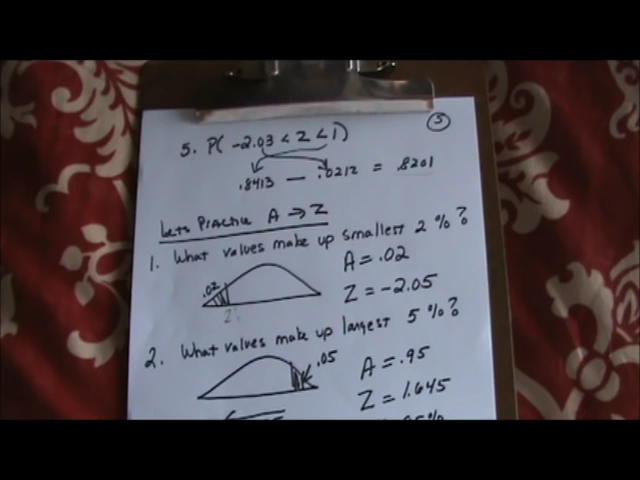 5
5. P( -2.03 < Z < 1)
.8413 — .0212 = .8201
Lets Practice A → Z
1. What values make up smallest 2 %?
.02
A = .02
Z = -2.05
2. What values make up largest 5 %?
.05
A = .95
Z = 1.645